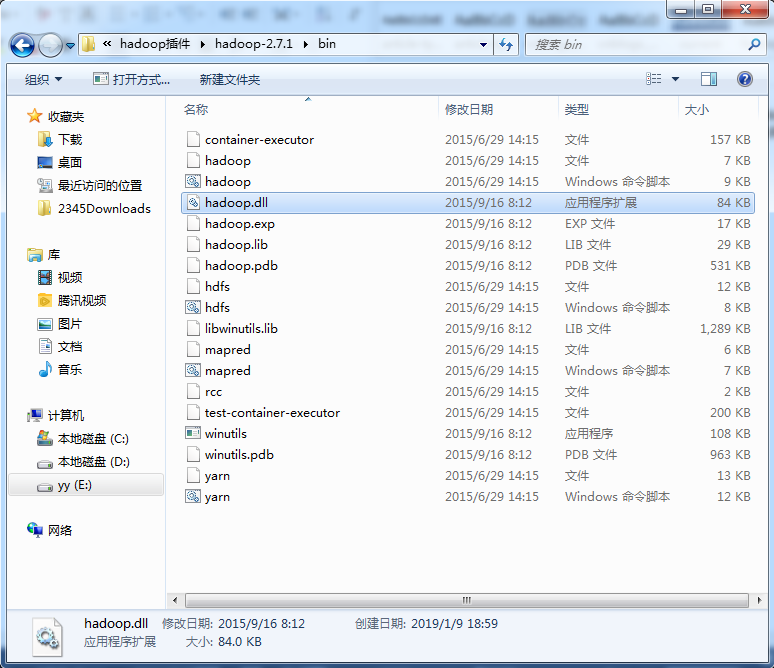 « hadoop插件 hadoop-2.7.1 bin 搜索 bin
组织 打开方式... 新建文件夹
名称 修改日期 类型 大小
收藏夹
下载
桌面
最近访问的位置
2345Downloads
库
视频
腾讯视频
图片
文档
音乐
计算机
本地磁盘 (C:)
本地磁盘 (D:)
yy (E:)
网络
container-executor 2015/6/29 14:15 文件 157 KB
hadoop 2015/6/29 14:15 文件 7 KB
hadoop 2015/6/29 14:15 Windows 命令脚本 9 KB
hadoop.dll 2015/9/16 8:12 应用程序扩展 84 KB
hadoop.exp 2015/9/16 8:12 EXP 文件 17 KB
hadoop.lib 2015/9/16 8:12 LIB 文件 29 KB
hadoop.pdb 2015/9/16 8:12 PDB 文件 531 KB
hdfs 2015/6/29 14:15 文件 12 KB
hdfs 2015/6/29 14:15 Windows 命令脚本 8 KB
libwinutils.lib 2015/9/16 8:12 LIB 文件 1,289 KB
mapred 2015/6/29 14:15 文件 6 KB
mapred 2015/6/29 14:15 Windows 命令脚本 7 KB
rcc 2015/6/29 14:15 文件 2 KB
test-container-executor 2015/6/29 14:15 文件 200 KB
winutils 2015/9/16 8:12 应用程序 108 KB
winutils.pdb 2015/9/16 8:12 PDB 文件 963 KB
yarn 2015/6/29 14:15 文件 13 KB
yarn 2015/6/29 14:15 Windows 命令脚本 12 KB
hadoop.dll 修改日期: 2015/9/16 8:12 创建日期: 2019/1/9 18:59
应用程序扩展 大小: 84.0 KB